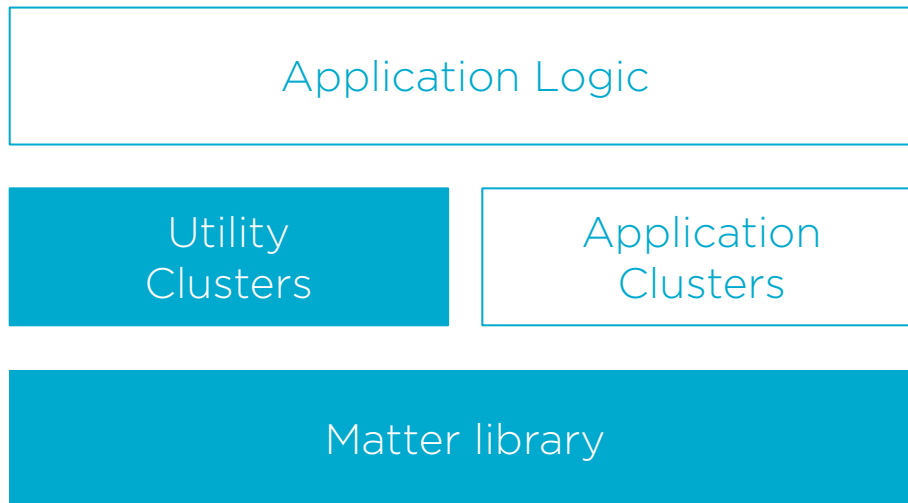 Application Logic
Utility
Clusters
Application
Clusters
Matter library